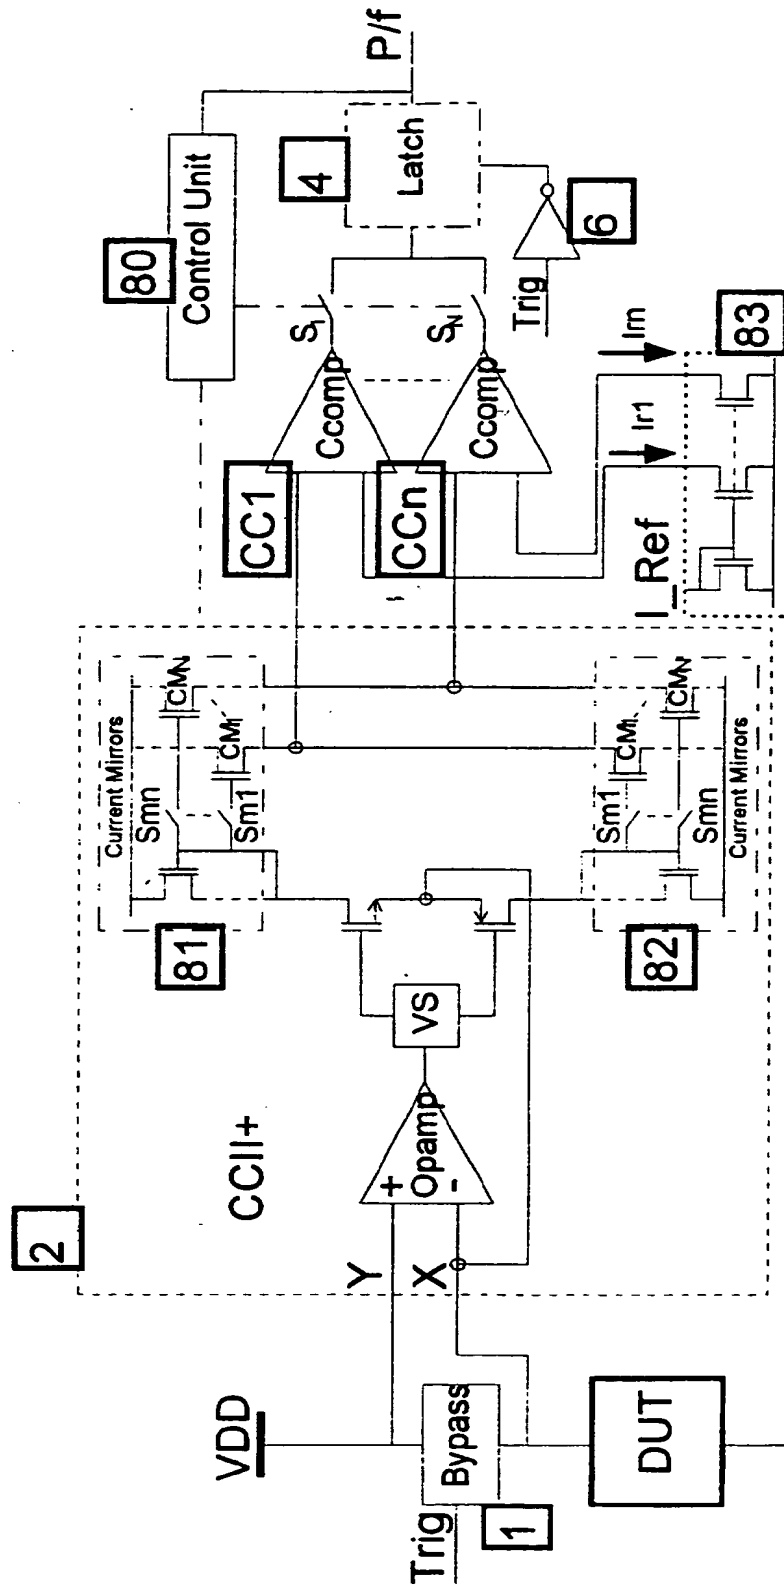 2
CCII+
81
Current Mirrors
Smn
Sm1
CM1
CMN
80
Control Unit
P/f
4
Latch
CC1
Ccomp
S1
CCn
Ccomp
SN
Trig
6
VDD
Y
X
+
-
Opamp
VS
Trig
Bypass
1
DUT
82
Sm1
Smn
CM1
CMN
Current Mirrors
I_Ref
Ir1
Irn
83